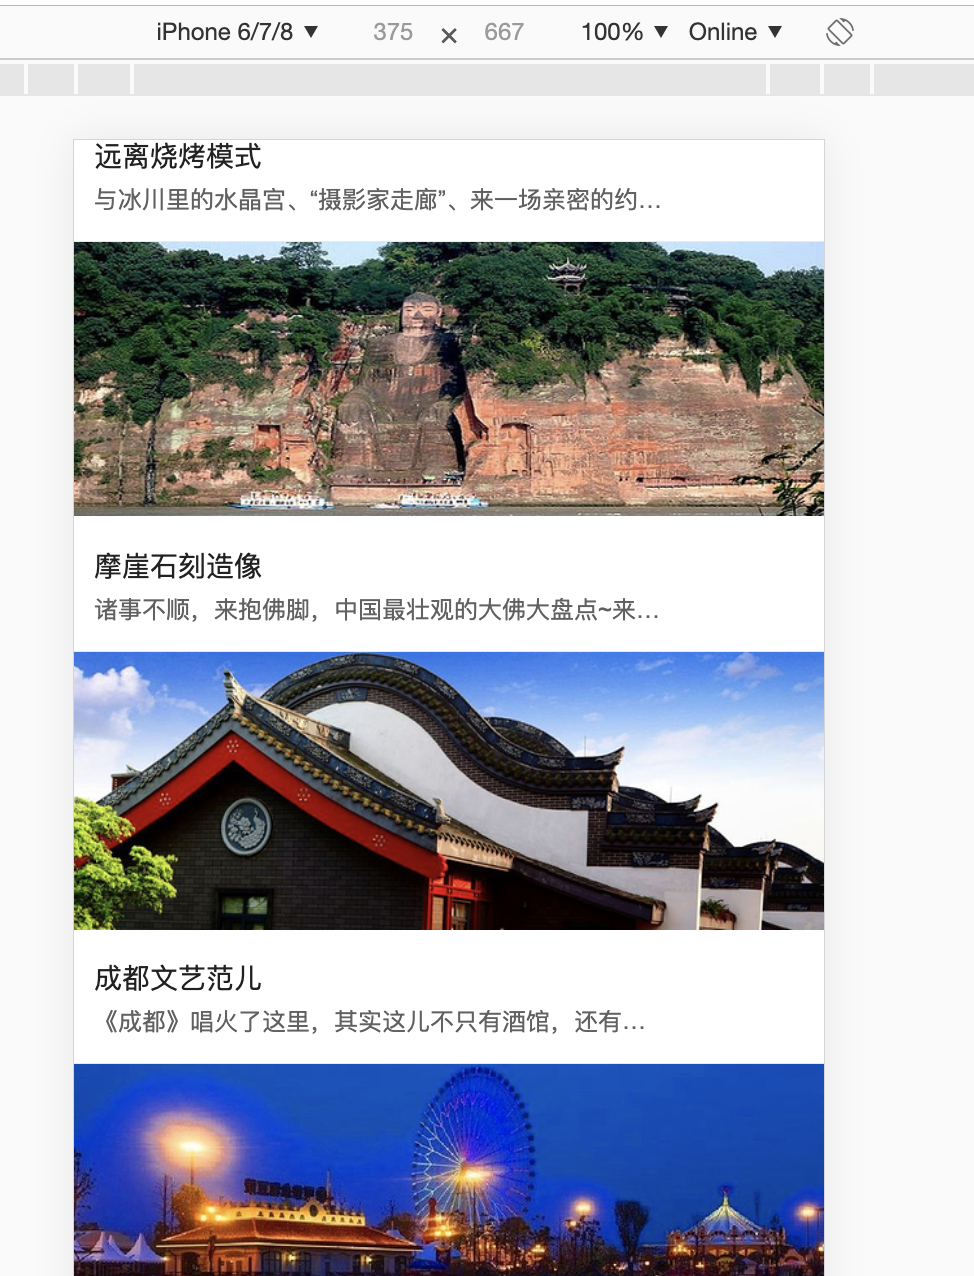 iPhone 6/7/8 ▼ 375 × 667 100% ▼ Online ▼
远离烧烤模式
与冰川里的水晶宫、“摄影家走廊”、来一场亲密的约...
摩崖石刻造像
诸事不顺，来抱佛脚，中国最壮观的大佛大盘点~来...
成都文艺范儿
《成都》唱火了这里，其实这儿不只有酒馆，还有...